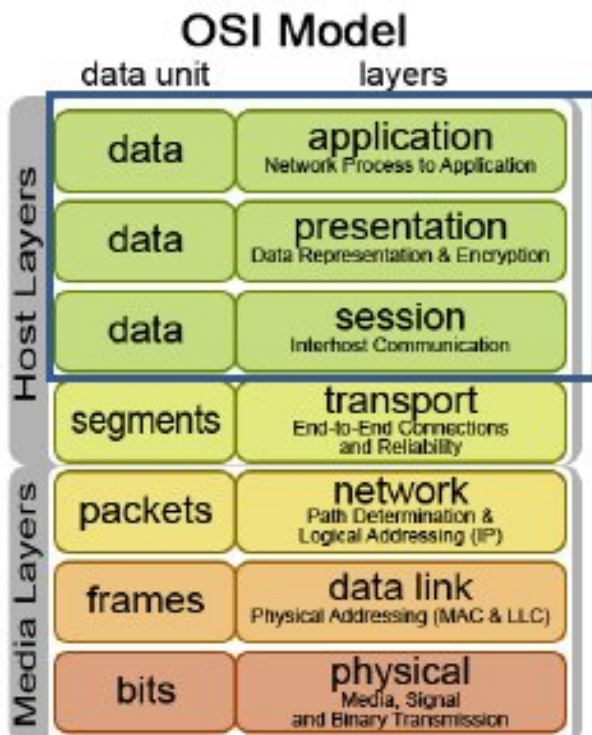 OSI Model
data unit layers
Host Layers
data application
Network Process to Application
data presentation
Data Representation & Encryption
data session
Interhost Communication
segments transport
End-to-End Connections
and Reliability
Media Layers
packets network
Path Determination &
Logical Addressing (IP)
frames data link
Physical Addressing (MAC & LLC)
bits physical
Media, Signal
and Binary Transmission